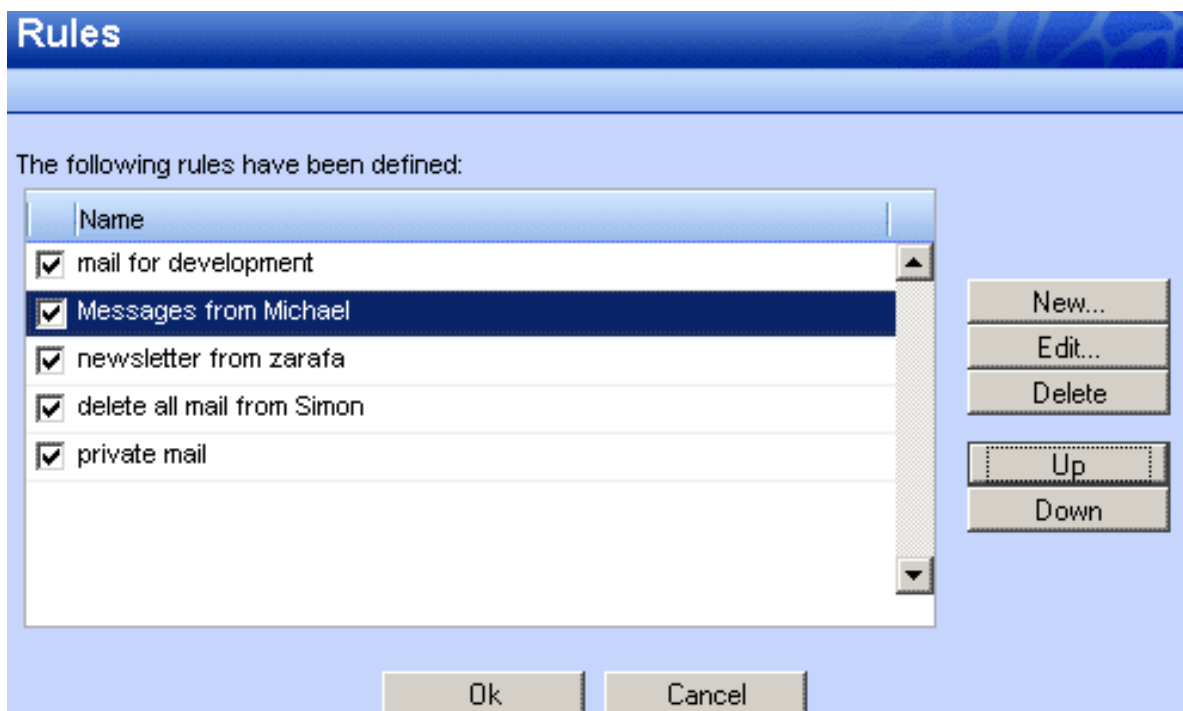 Rules
The following rules have been defined:
Name
mail for development
Messages from Michael
newsletter from zarafa
delete all mail from Simon
private mail
New...
Edit...
Delete
Up
Down
Ok
Cancel